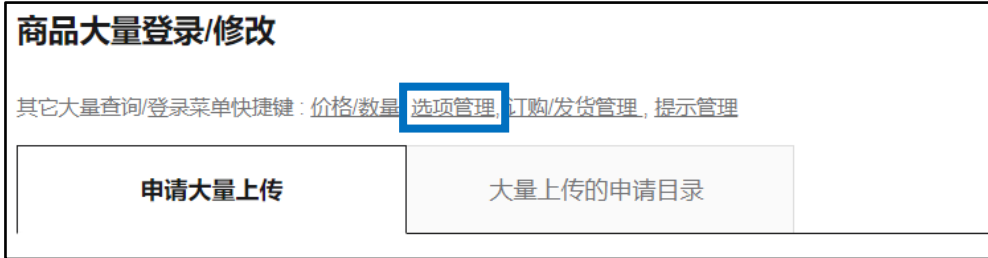 商品大量登录/修改
其它大量查询/登录菜单快捷键 : 价格/数量 选项管理, 订购/发货管理 , 提示管理
申请大量上传 大量上传的申请目录